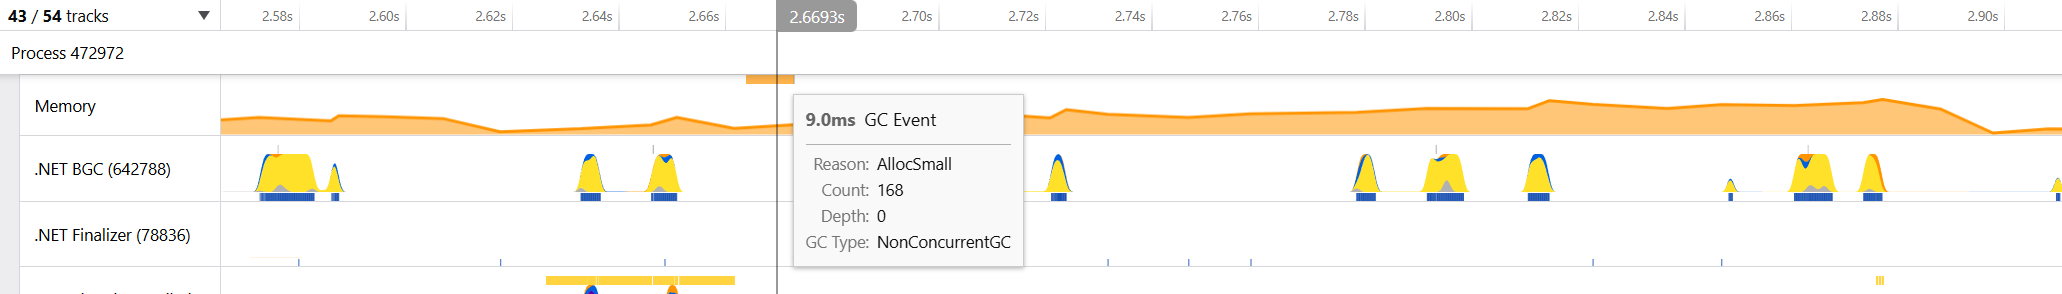 43 / 54 tracks
2.58s 2.60s 2.62s 2.64s 2.66s 2.6693s 2.70s 2.72s 2.74s 2.76s 2.78s 2.80s 2.82s 2.84s 2.86s 2.88s 2.90s
Process 472972
Memory
9.0ms GC Event
Reason: AllocSmall
Count: 168
Depth: 0
GC Type: NonConcurrentGC
.NET BGC (642788)
.NET Finalizer (78836)